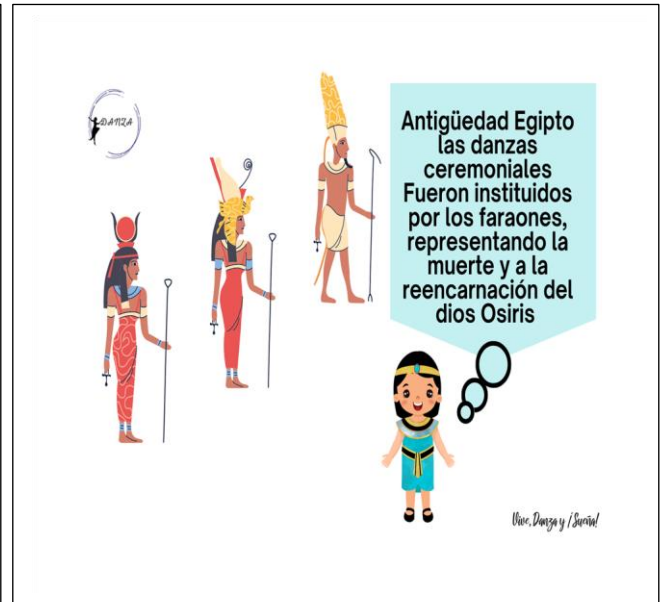 DANZA
Antigüedad Egipto
las danzas
ceremoniales
Fueron instituidos
por los faraones,
representando la
muerte y a la
reencarnación del
dios Osiris
Vive, Danza y ¡Sueña!